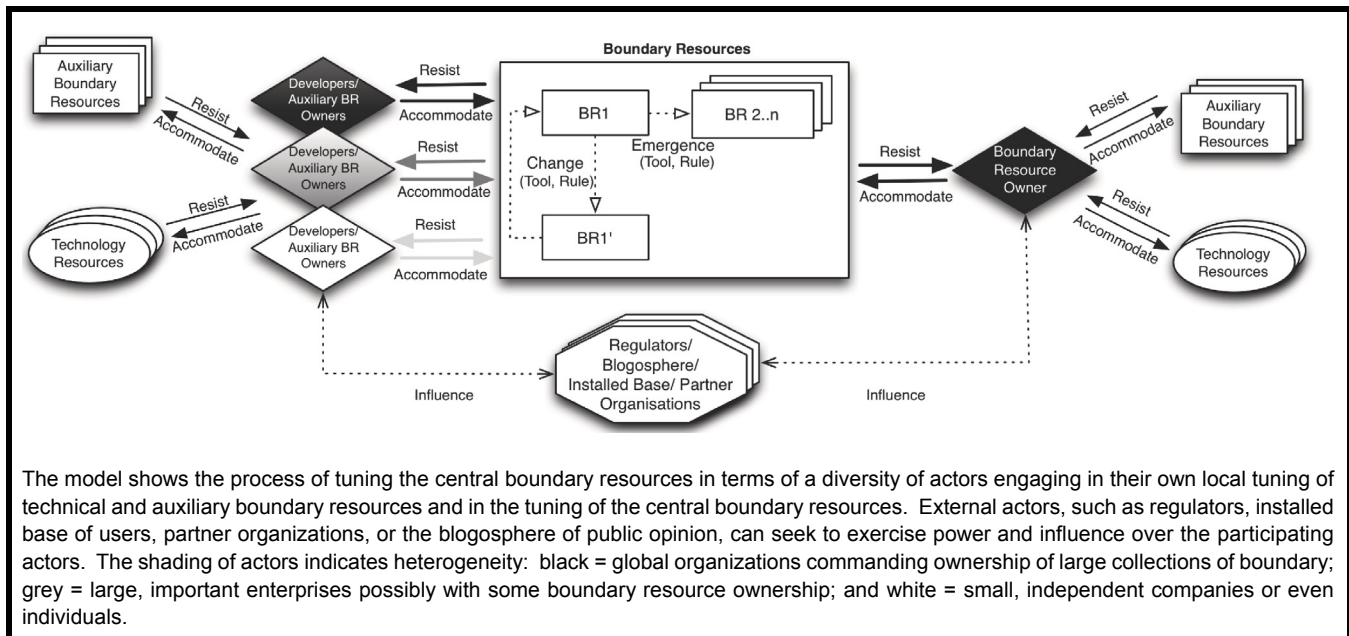 Boundary Resources
Auxiliary
Boundary
Resources
Resist
Accommodate
Technology
Resources
Resist
Accommodate
Developers/
Auxiliary BR
Owners
Developers/
Auxiliary BR
Owners
Developers/
Auxiliary BR
Owners
Resist
Accommodate
Resist
Accommodate
Resist
Accommodate
BR1
BR 2..n
Emergence
(Tool, Rule)
Change
(Tool, Rule)
BR1'
Resist
Accommodate
Boundary
Resource
Owner
Resist
Accommodate
Auxiliary
Boundary
Resources
Resist
Accommodate
Technology
Resources
Influence
Regulators/
Blogosphere/
Installed Base/ Partner
Organisations
Influence
The model shows the process of tuning the central boundary resources in terms of a diversity of actors engaging in their own local tuning of
technical and auxiliary boundary resources and in the tuning of the central boundary resources. External actors, such as regulators, installed
base of users, partner organizations, or the blogosphere of public opinion, can seek to exercise power and influence over the participating
actors. The shading of actors indicates heterogeneity: black = global organizations commanding ownership of large collections of boundary;
grey = large, important enterprises possibly with some boundary resource ownership; and white = small, independent companies or even
individuals.